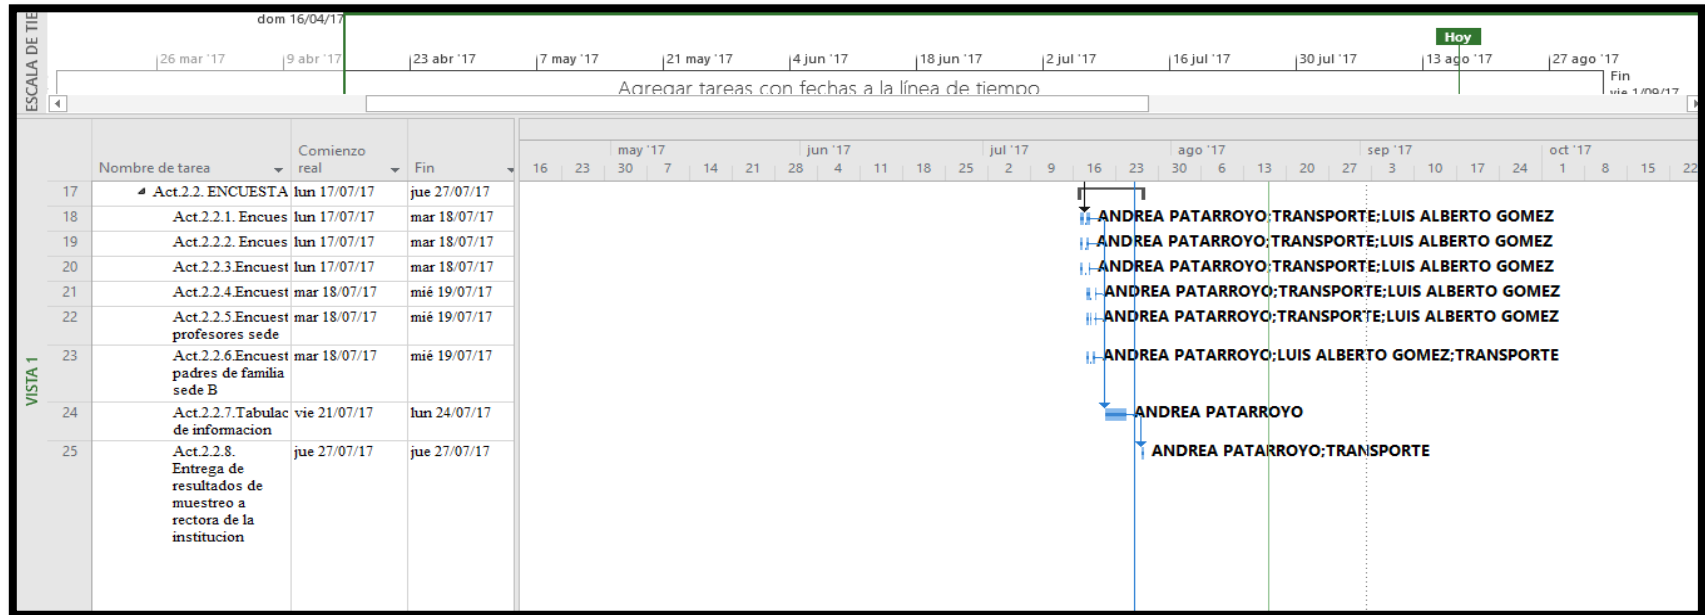 ESCALA DE TIE
dom 16/04/17
Hoy
26 mar '17 9 abr '17 23 abr '17 7 may '17 21 may '17 4 jun '17 18 jun '17 2 jul '17 16 jul '17 30 jul '17 13 ago '17 27 ago '17
Agregar tareas con fechas a la línea de tiempo
Fin
vie 1/09/17
VISTA 1
Nombre de tarea Comienzo real Fin
may '17 jun '17 jul '17 ago '17 sep '17 oct '17
16 23 30 7 14 21 28 4 11 18 25 2 9 16 23 30 6 13 20 27 3 10 17 24 1 8 15 22
17 Act.2.2. ENCUESTA lun 17/07/17 jue 27/07/17
18 Act.2.2.1. Encues lun 17/07/17 mar 18/07/17 ANDREA PATARROYO;TRANSPORTE;LUIS ALBERTO GOMEZ
19 Act.2.2.2. Encues lun 17/07/17 mar 18/07/17 ANDREA PATARROYO;TRANSPORTE;LUIS ALBERTO GOMEZ
20 Act.2.2.3.Encuest lun 17/07/17 mar 18/07/17 ANDREA PATARROYO;TRANSPORTE;LUIS ALBERTO GOMEZ
21 Act.2.2.4.Encuest mar 18/07/17 mié 19/07/17 ANDREA PATARROYO;TRANSPORTE;LUIS ALBERTO GOMEZ
22 Act.2.2.5.Encuest mar 18/07/17 mié 19/07/17 ANDREA PATARROYO;TRANSPORTE;LUIS ALBERTO GOMEZ
profesores sede
23 Act.2.2.6.Encuest mar 18/07/17 mié 19/07/17 ANDREA PATARROYO;LUIS ALBERTO GOMEZ;TRANSPORTE
padres de familia
sede B
24 Act.2.2.7.Tabulac vie 21/07/17 lun 24/07/17 ANDREA PATARROYO
de informacion
25 Act.2.2.8. jue 27/07/17 jue 27/07/17 ANDREA PATARROYO;TRANSPORTE
Entrega de
resultados de
muestreo a
rectora de la
institucion